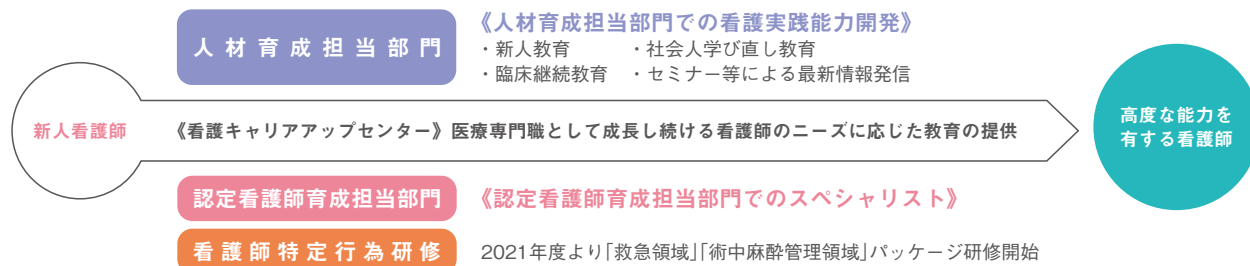 人材育成担当部門
《人材育成担当部門での看護実践能力開発》
・新人教育 ・社会人学び直し教育
・臨床継続教育 ・セミナー等による最新情報発信
新人看護師
《看護キャリアアップセンター》医療専門職として成長し続ける看護師のニーズに応じた教育の提供
高度な能力を
有する看護師
認定看護師育成担当部門
《認定看護師育成担当部門でのスペシャリスト》
看護師特定行為研修
2021年度より「救急領域」「術中麻酔管理領域」パッケージ研修開始